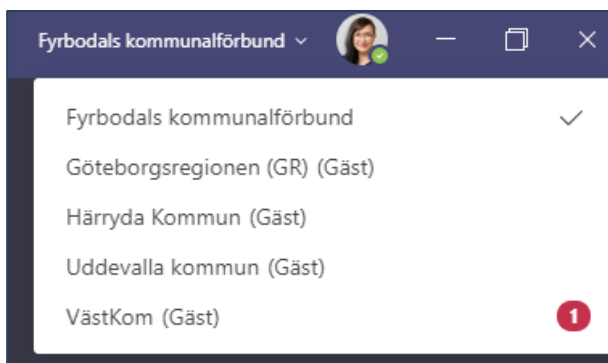 Fyrbodals kommunalförbund
Fyrbodals kommunalförbund
Göteborgsregionen (GR) (Gäst)
Härryda Kommun (Gäst)
Uddevalla kommun (Gäst)
VästKom (Gäst) 1